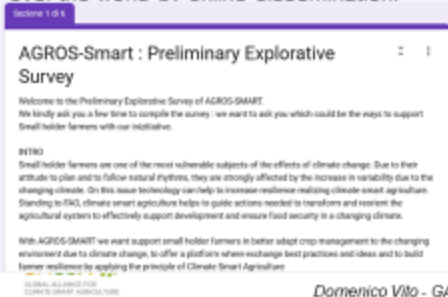 Sezione 1 di 6
AGROS-Smart : Preliminary Explorative
Survey
Welcome to the Preliminary Explorative Survey of AGROS-SMART.
We kindly ask you a few time to compile the survey : we want to ask you which could be the ways to support
Small holder farmers with our inizitiative.
INTRO
Small holder farmers are one of the most vulnerable subjects of the effects of climate change. Due to their
attitude to plan and to follow natural rhythms, they are strongly affected by the increase in variability due to the
changing climate. On this issue technology can help to increase resilience realizing climate smart agriculture.
Standing to FAO, climate smart agriculture helps to guide actions needed to transform and reorient the
agricultural system to effectively support development and ensure food security in a changing climate.
With AGROS-SMART we want support small holder farmers in better adapt crop management to the changing
environment due to climate change, to offer a platform where exchange best practices and ideas and to build
farmer resilience by applying the principle of Climate Smart Agriculture
GLOBAL ALLIANCE FOR
CLIMATE-SMART AGRICULTURE
Domenico Vito - GA